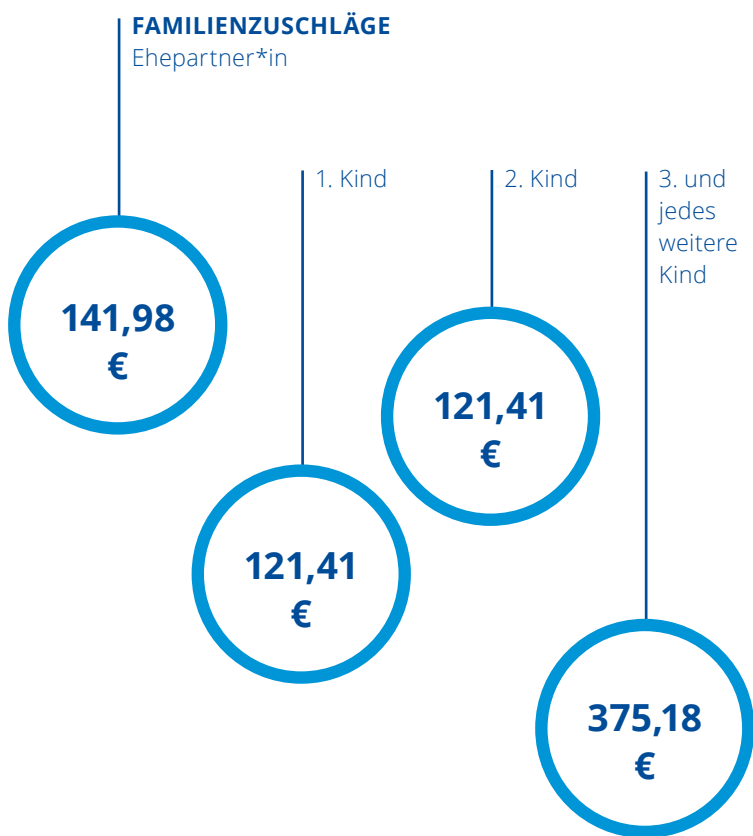 FAMILIENZUSCHLÄGE
Ehepartner*in
141,98
€
1. Kind
121,41
€
2. Kind
121,41
€
3. und
jedes
weitere
Kind
375,18
€